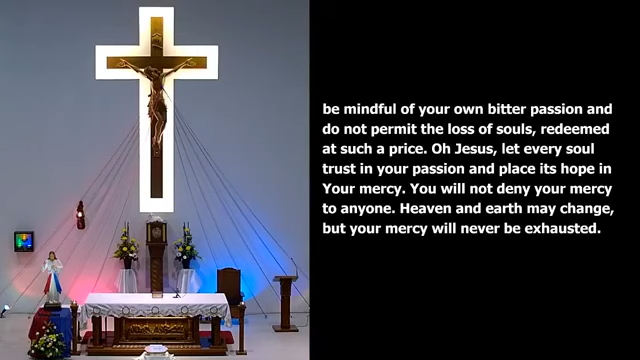 be mindful of your own bitter passion and
do not permit the loss of souls, redeemed
at such a price. Oh Jesus, let every soul
trust in your passion and place its hope in
Your mercy. You will not deny your mercy
to anyone. Heaven and earth may change,
but your mercy will never be exhausted.